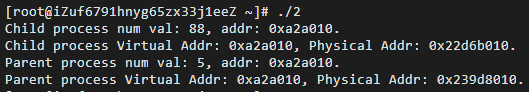 [root@iZuf6791hnyg65zx33j1eeZ ~]# ./2
Child process num val: 88, addr: 0xa2a010.
Child process Virtual Addr: 0xa2a010, Physical Addr: 0x22d6b010.
Parent process num val: 5, addr: 0xa2a010.
Parent process Virtual Addr: 0xa2a010, Physical Addr: 0x239d8010.